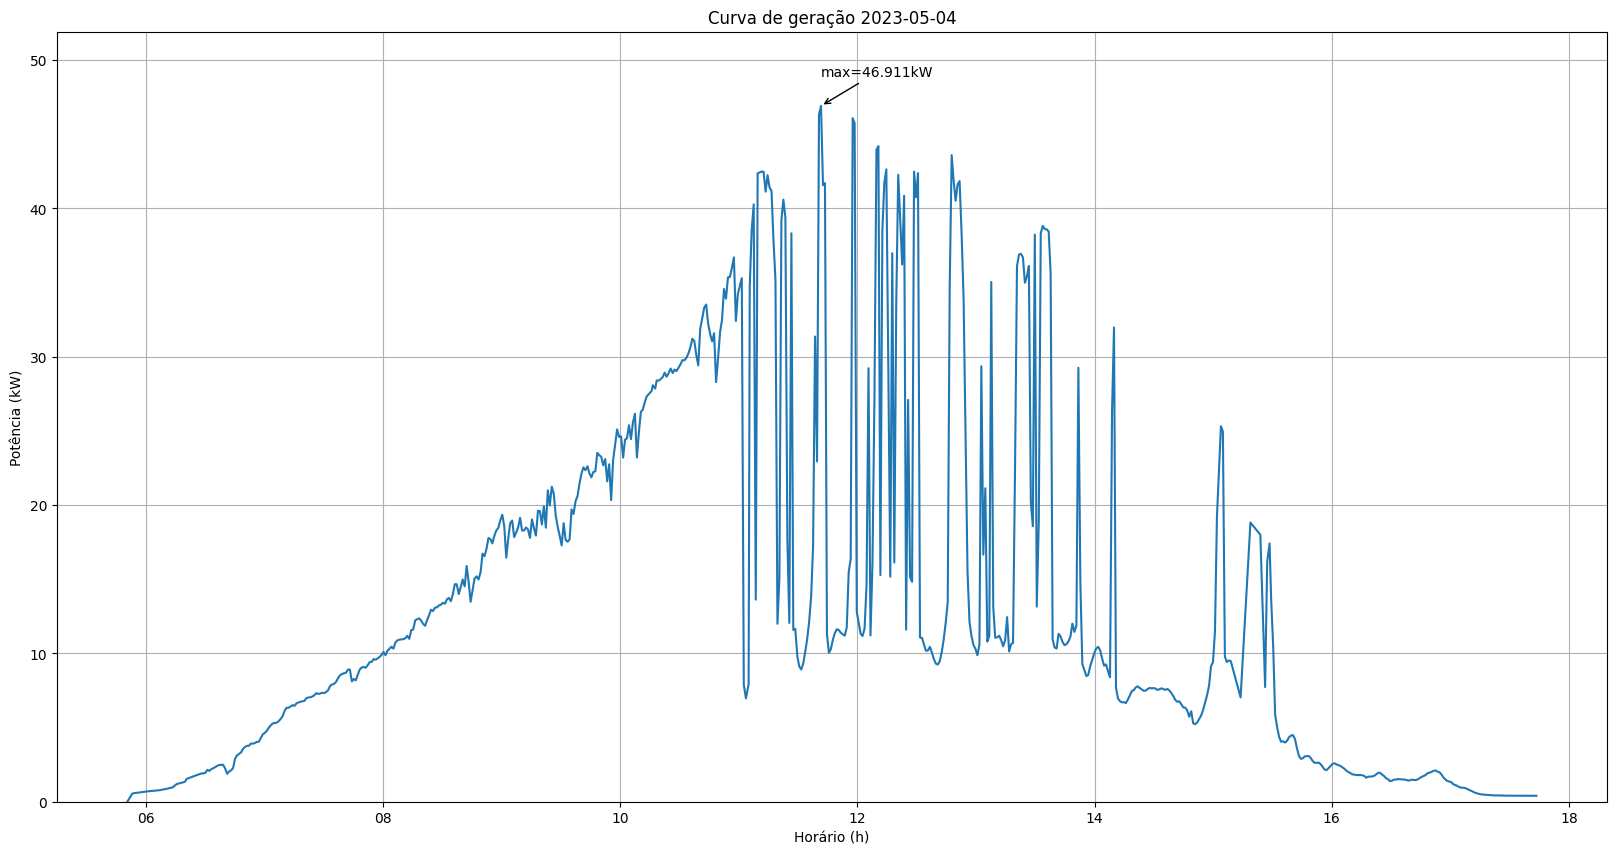 Curva de geração 2023-05-04
max=46.911kW
50
40
30
20
10
0
Potência (kW)
06 08 10 12 14 16 18
Horário (h)